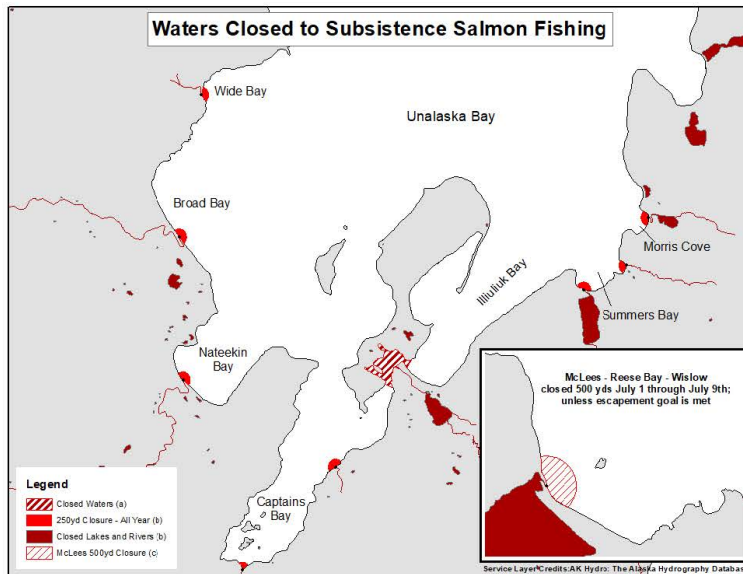 Waters Closed to Subsistence Salmon Fishing
Wide Bay
Unalaska Bay
Broad Bay
Morris Cove
Illiuliuk Bay
Summers Bay
Nateekin
Bay
McLees - Reese Bay - Wislow
closed 500 yds July 1 through July 9th;
unless escapement goal is met
Captains
Bay
Legend
Closed Waters (a)
250yd Closure - All Year (b)
Closed Lakes and Rivers (b)
McLees 500yd Closure (c)
Service Layer Credits:AK Hydro: The Alaska Hydrography Databas